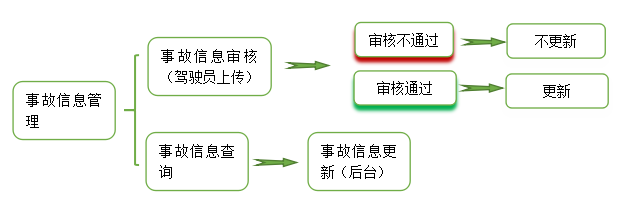 事故信息管
理
事故信息审核
（驾驶员上传）
审核不通过
不更新
审核通过
更新
事故信息查
询
事故信息更
新（后台）